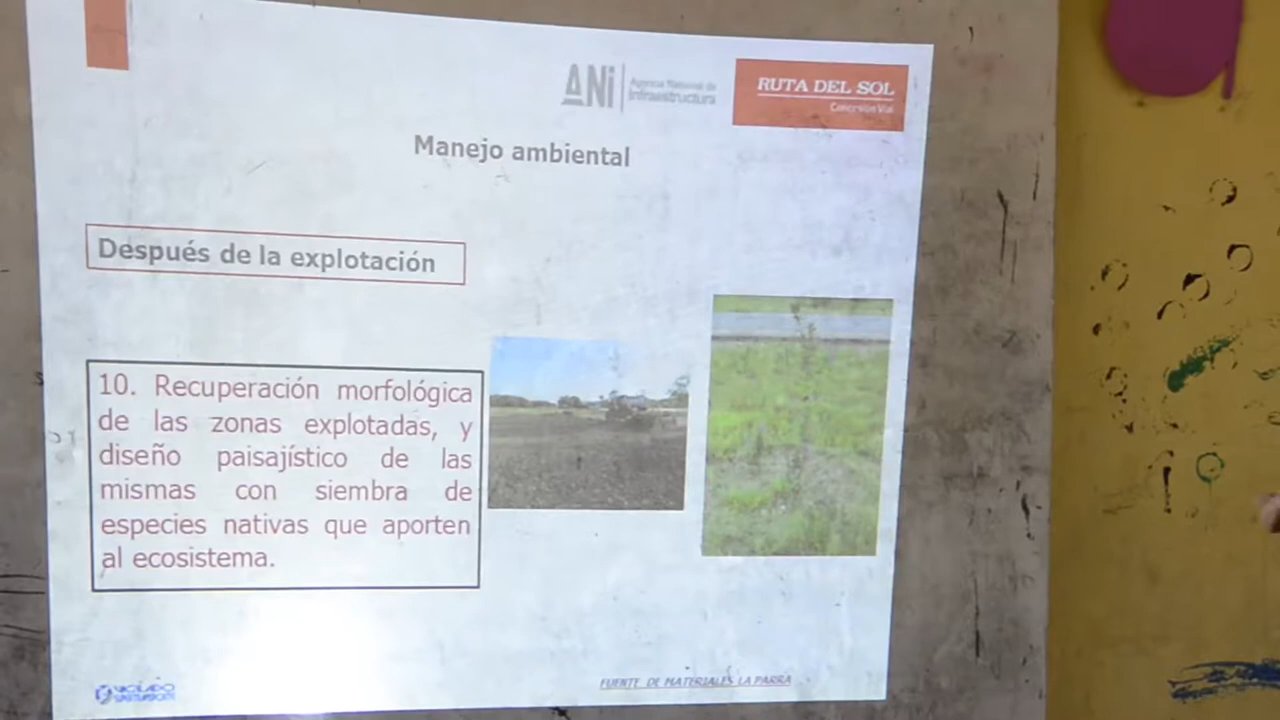 ANi
Agencia Nacional de
Infraestructura
RUTA DEL SOL
Concesión Vial
Manejo ambiental
Después de la explotación
10. Recuperación morfológica
de las zonas explotadas, y
diseño paisajístico de las
mismas con siembra de
especies nativas que aporten
al ecosistema.
VIGILADO
FUENTE DE MATERIALES LA PARRA